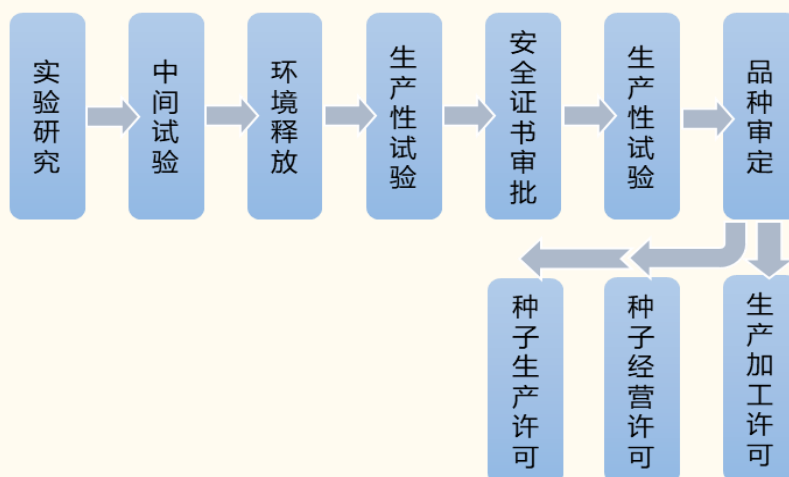 实验研究
中间试验
环境释放
生产性试验
安全证书审批
生产性试验
品种审定
种子生产许可
种子经营许可
生产加工许可